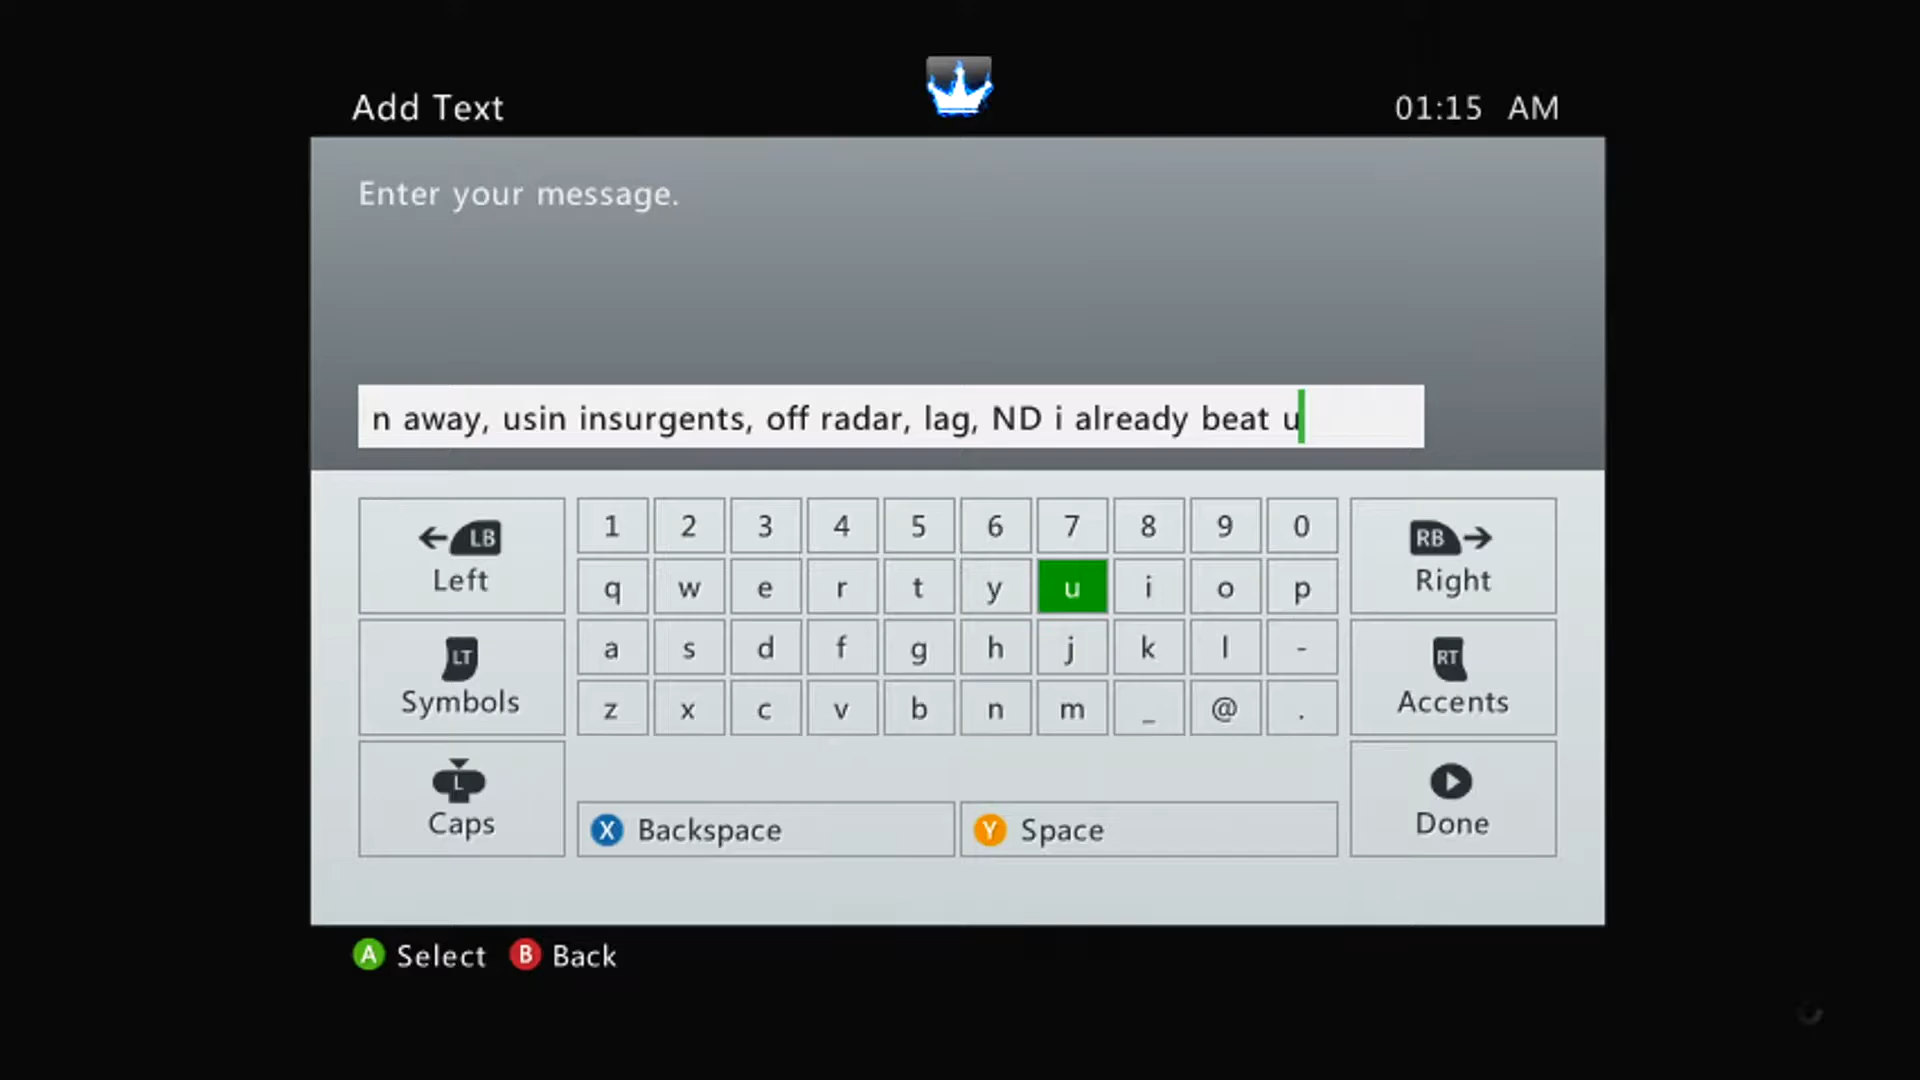 Add Text
01:15 AM
Enter your message.
n away, usin insurgents, off radar, lag, ND i already beat u
LB
Left
1 2 3 4 5 6 7 8 9 0
RB
Right
q w e r t y u i o p
LT
Symbols
a s d f g h j k l -
RT
Accents
z x c v b n m _ @ .
L
Caps
X Backspace
Y Space
Done
A Select B Back